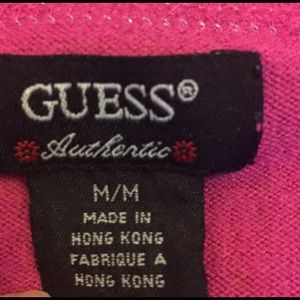 GUESS®
Authentic
M/M
MADE IN
HONG KONG
FABRIQUE A
HONG KONG